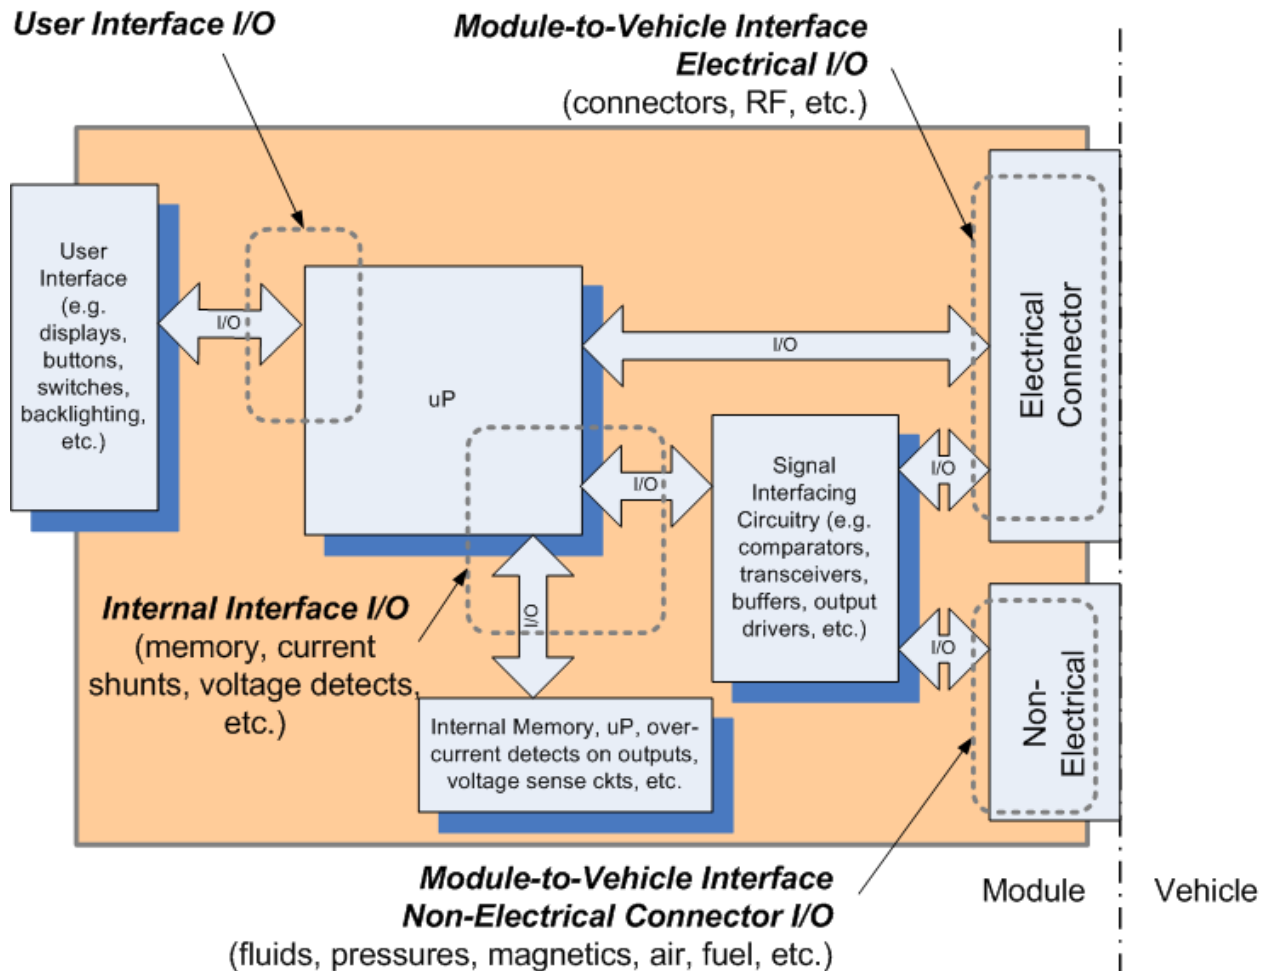 User Interface I/O
Module-to-Vehicle Interface
Electrical I/O
(connectors, RF, etc.)
User
Interface
(e.g.
displays,
buttons,
switches,
backlighting,
etc.)
I/O
uP
I/O
Electrical
Connector
I/O
Signal
Interfacing
Circuitry (e.g.
comparators,
transceivers,
buffers, output
drivers, etc.)
I/O
I/O
Internal Interface I/O
(memory, current
shunts, voltage detects,
etc.)
I/O
Non-
Electrical
Internal Memory, uP, over-
current detects on outputs,
voltage sense ckts, etc.
Module-to-Vehicle Interface
Non-Electrical Connector I/O
(fluids, pressures, magnetics, air, fuel, etc.)
Module
Vehicle